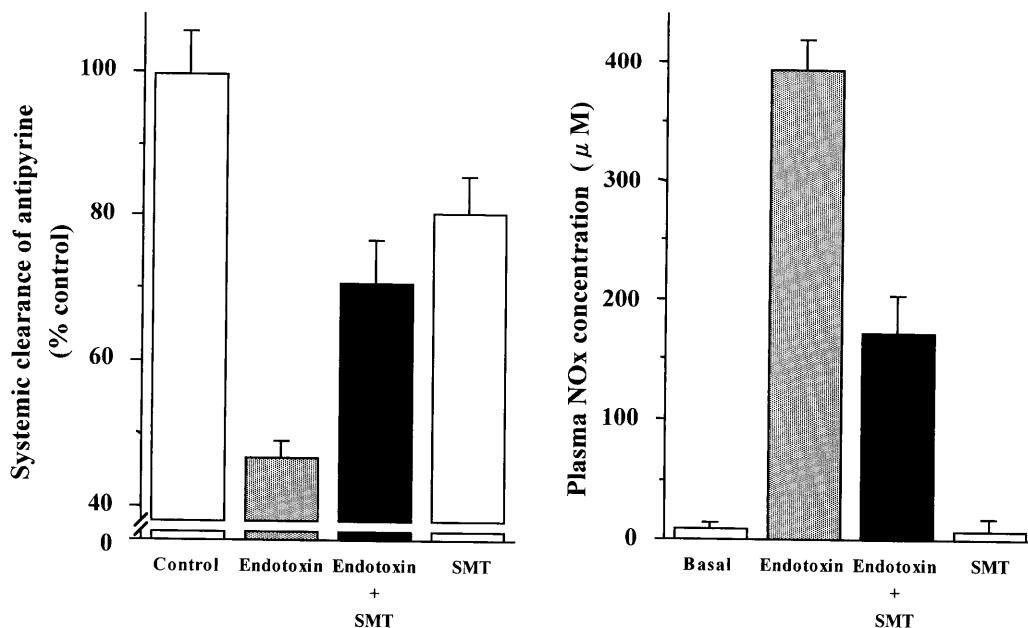 Systemic clearance of antipyrine
(% control)
100
80
60
40
0
Control
Endotoxin
Endotoxin
+
SMT
SMT
Plasma NOx concentration (μM)
400
300
200
100
0
Basal
Endotoxin
Endotoxin
+
SMT
SMT